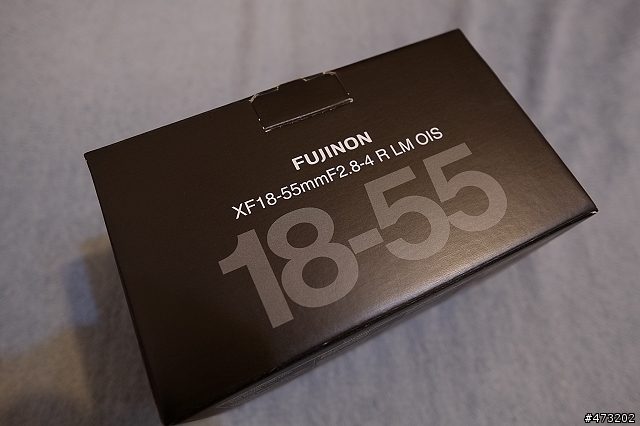 FUJINON
XF18-55mmF2.8-4 R LM OIS
18-55
#473202